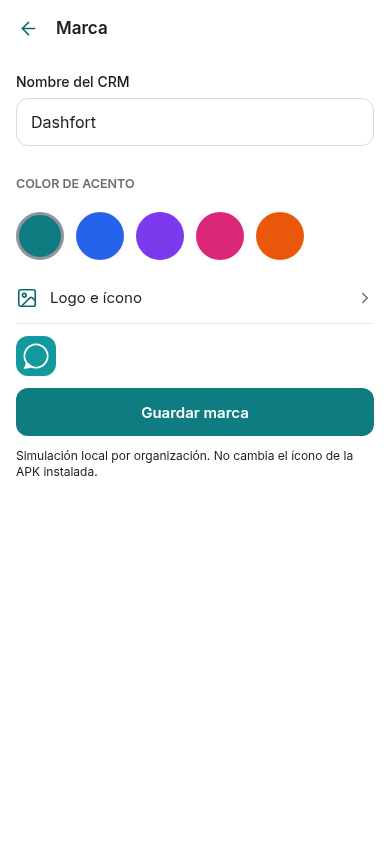 Marca
Nombre del CRM
Dashfort
COLOR DE ACENTO
Logo e ícono
Guardar marca
Simulación local por organización. No cambia el ícono de la
APK instalada.